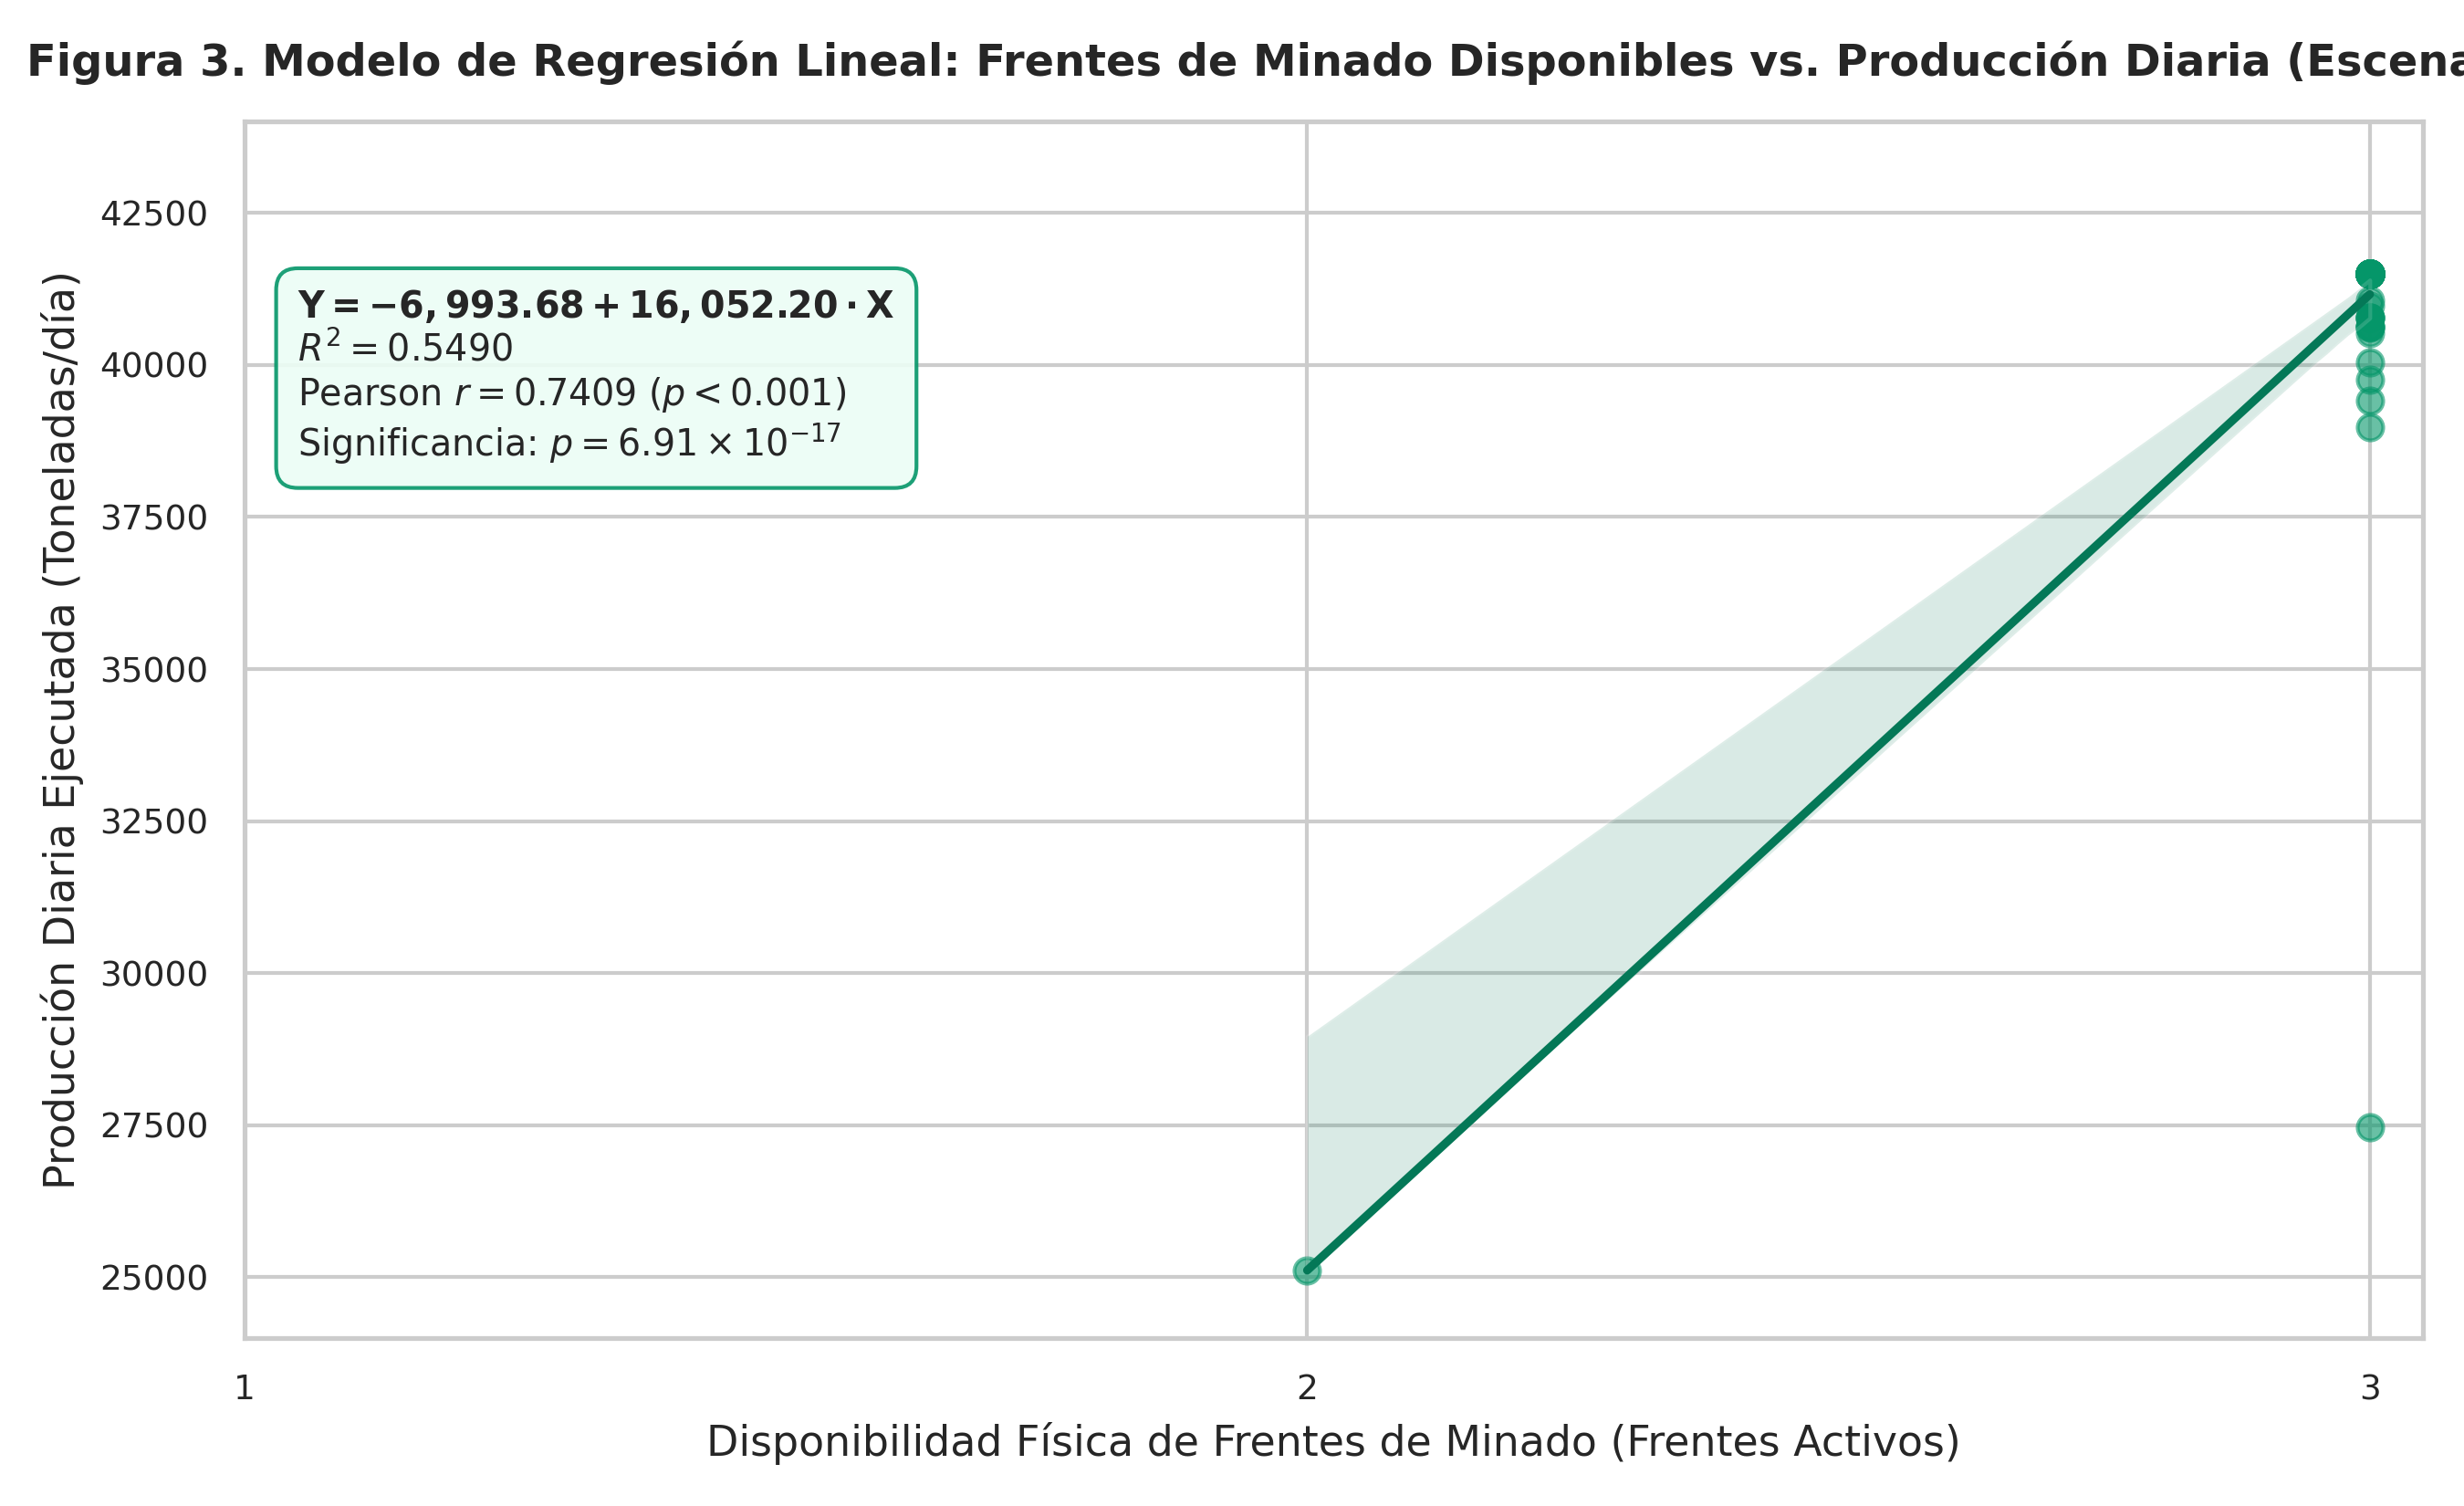 Figura 3. Modelo de Regresión Lineal: Frentes de Minado Disponibles vs. Producción Diaria (Escena
42500
40000
37500
35000
32500
30000
27500
25000
Producción Diaria Ejecutada (Toneladas/día)
Y = −6,993.68 + 16,052.20 · X
R² = 0.5490
Pearson r = 0.7409 (p < 0.001)
Significancia: p = 6.91 × 10⁻¹⁷
1 2 3
Disponibilidad Física de Frentes de Minado (Frentes Activos)